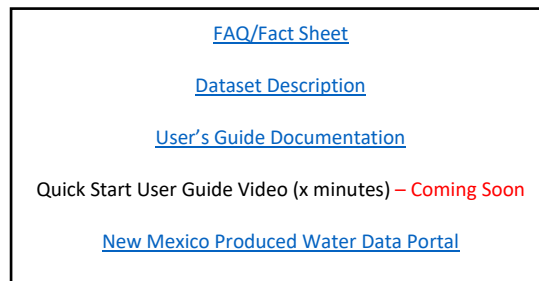 FAQ/Fact Sheet
Dataset Description
User's Guide Documentation
Quick Start User Guide Video (x minutes) – Coming Soon
New Mexico Produced Water Data Portal